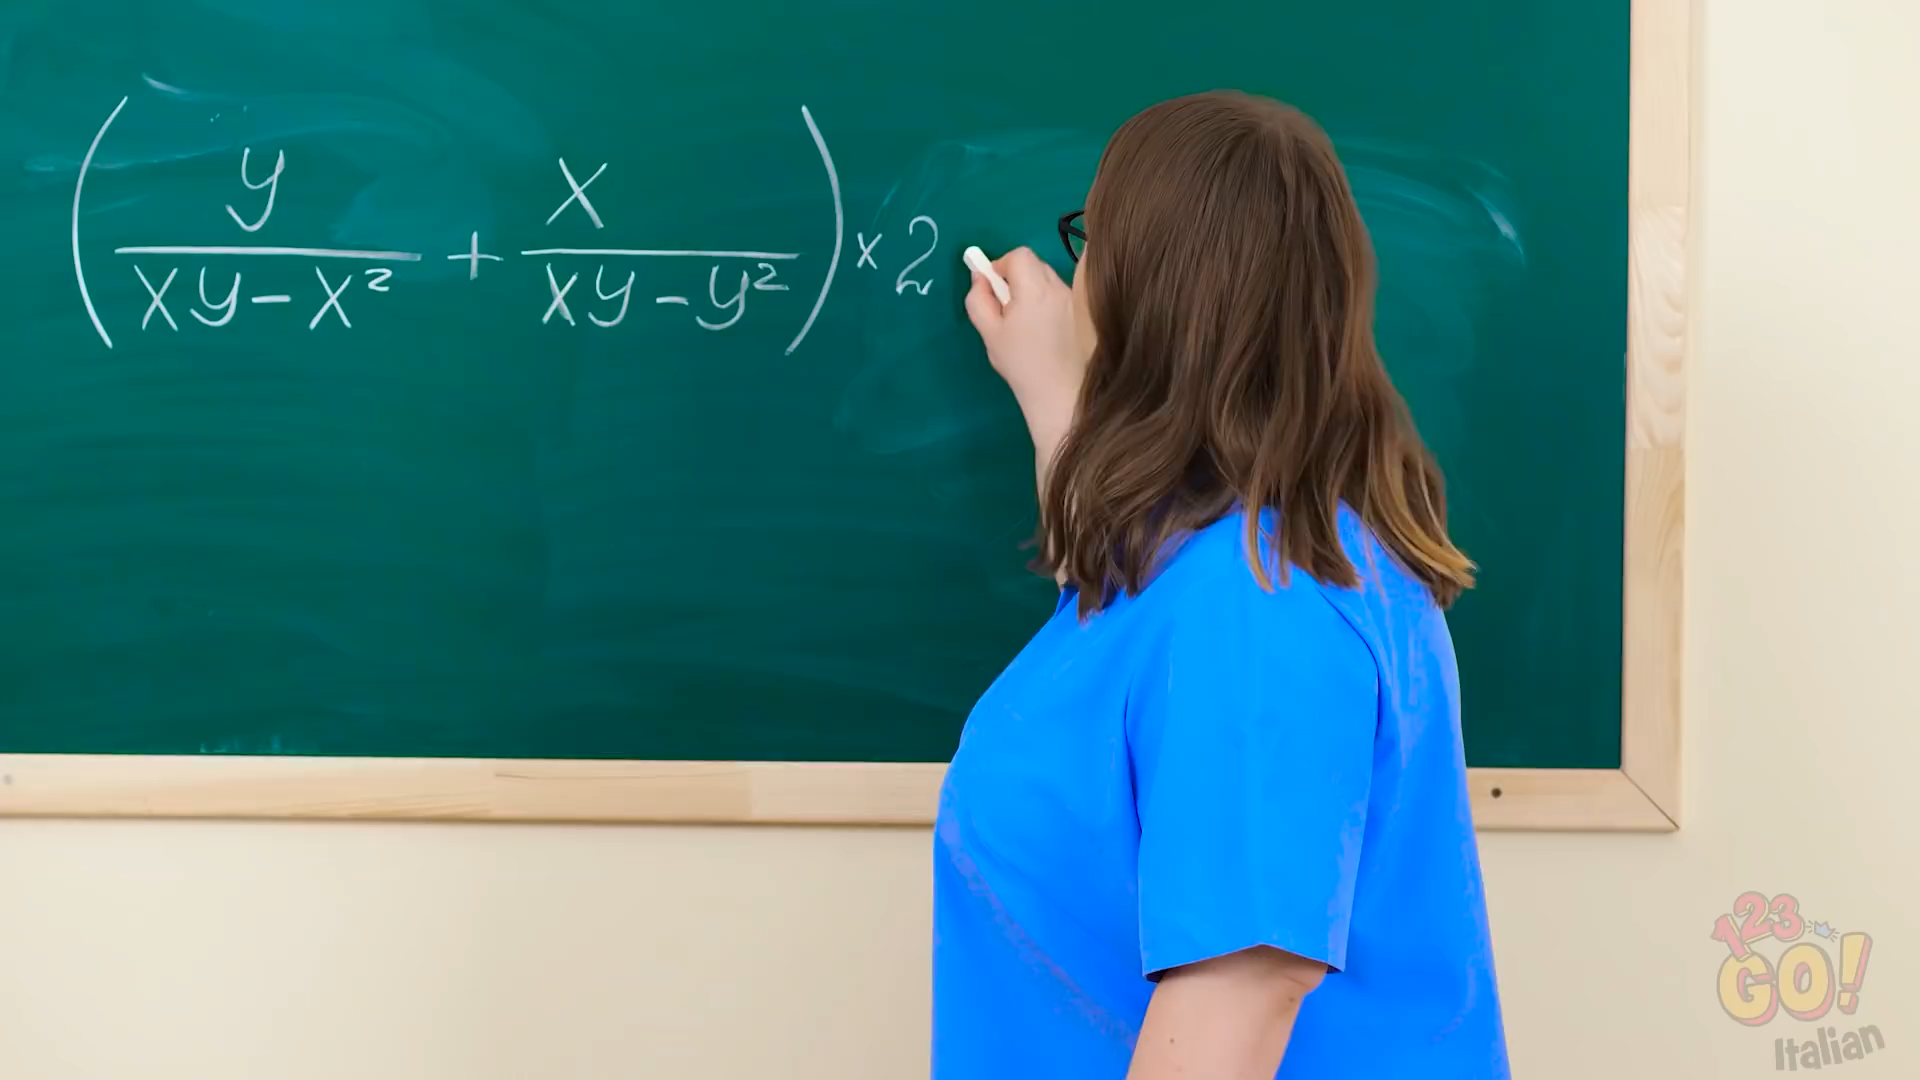 ( y / (xy - x²) + x / (xy - y²) ) × 2
123
GO!
Italian